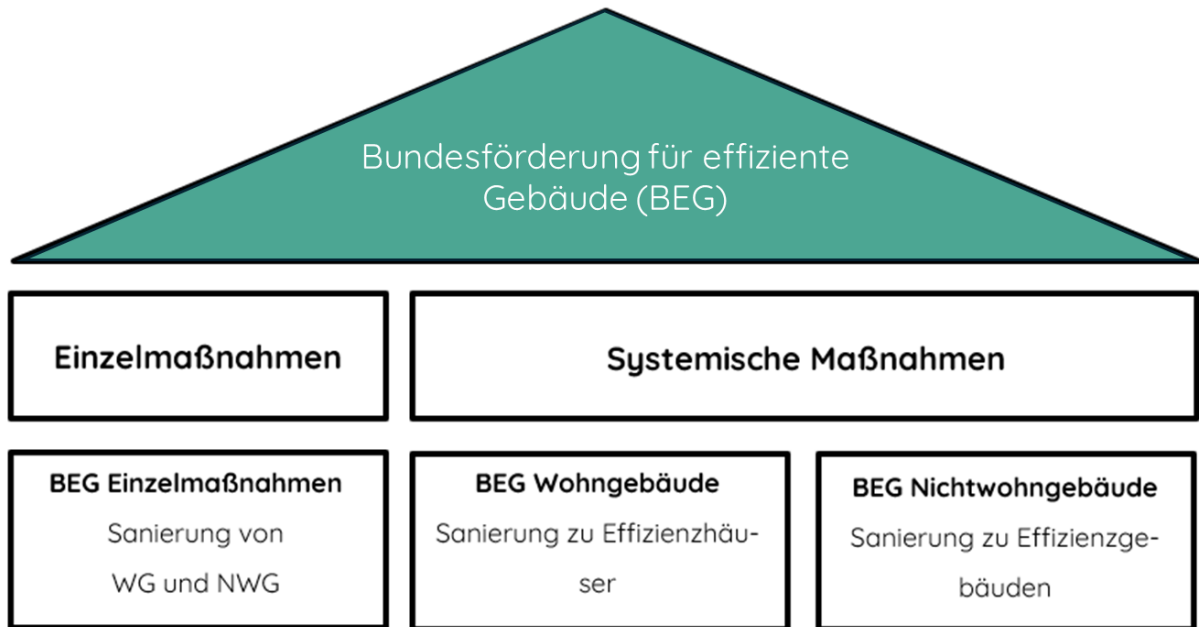 Bundesförderung für effiziente
Gebäude (BEG)
Einzelmaßnahmen
Systemische Maßnahmen
BEG Einzelmaßnahmen
Sanierung von
WG und NWG
BEG Wohngebäude
Sanierung zu Effizienzhäu-
ser
BEG Nichtwohngebäude
Sanierung zu Effizienzge-
bäuden